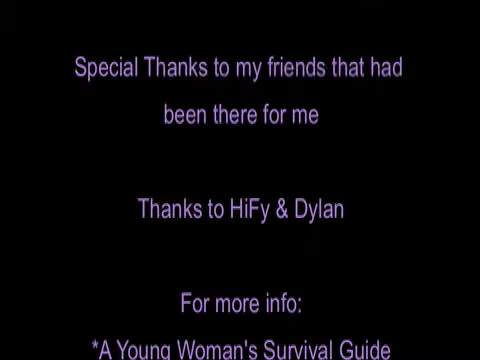 Special Thanks to my friends that had
been there for me
Thanks to HiFy & Dylan
For more info:
*A Young Woman's Survival Guide